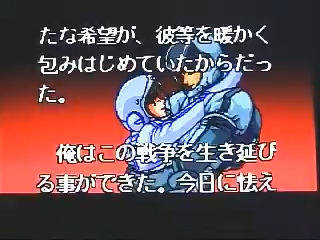 たな希望が、彼等を暖かく
包みはじめていたからだっ
た。
俺はこの戦争を生き延び
る事ができた。今日に怯え